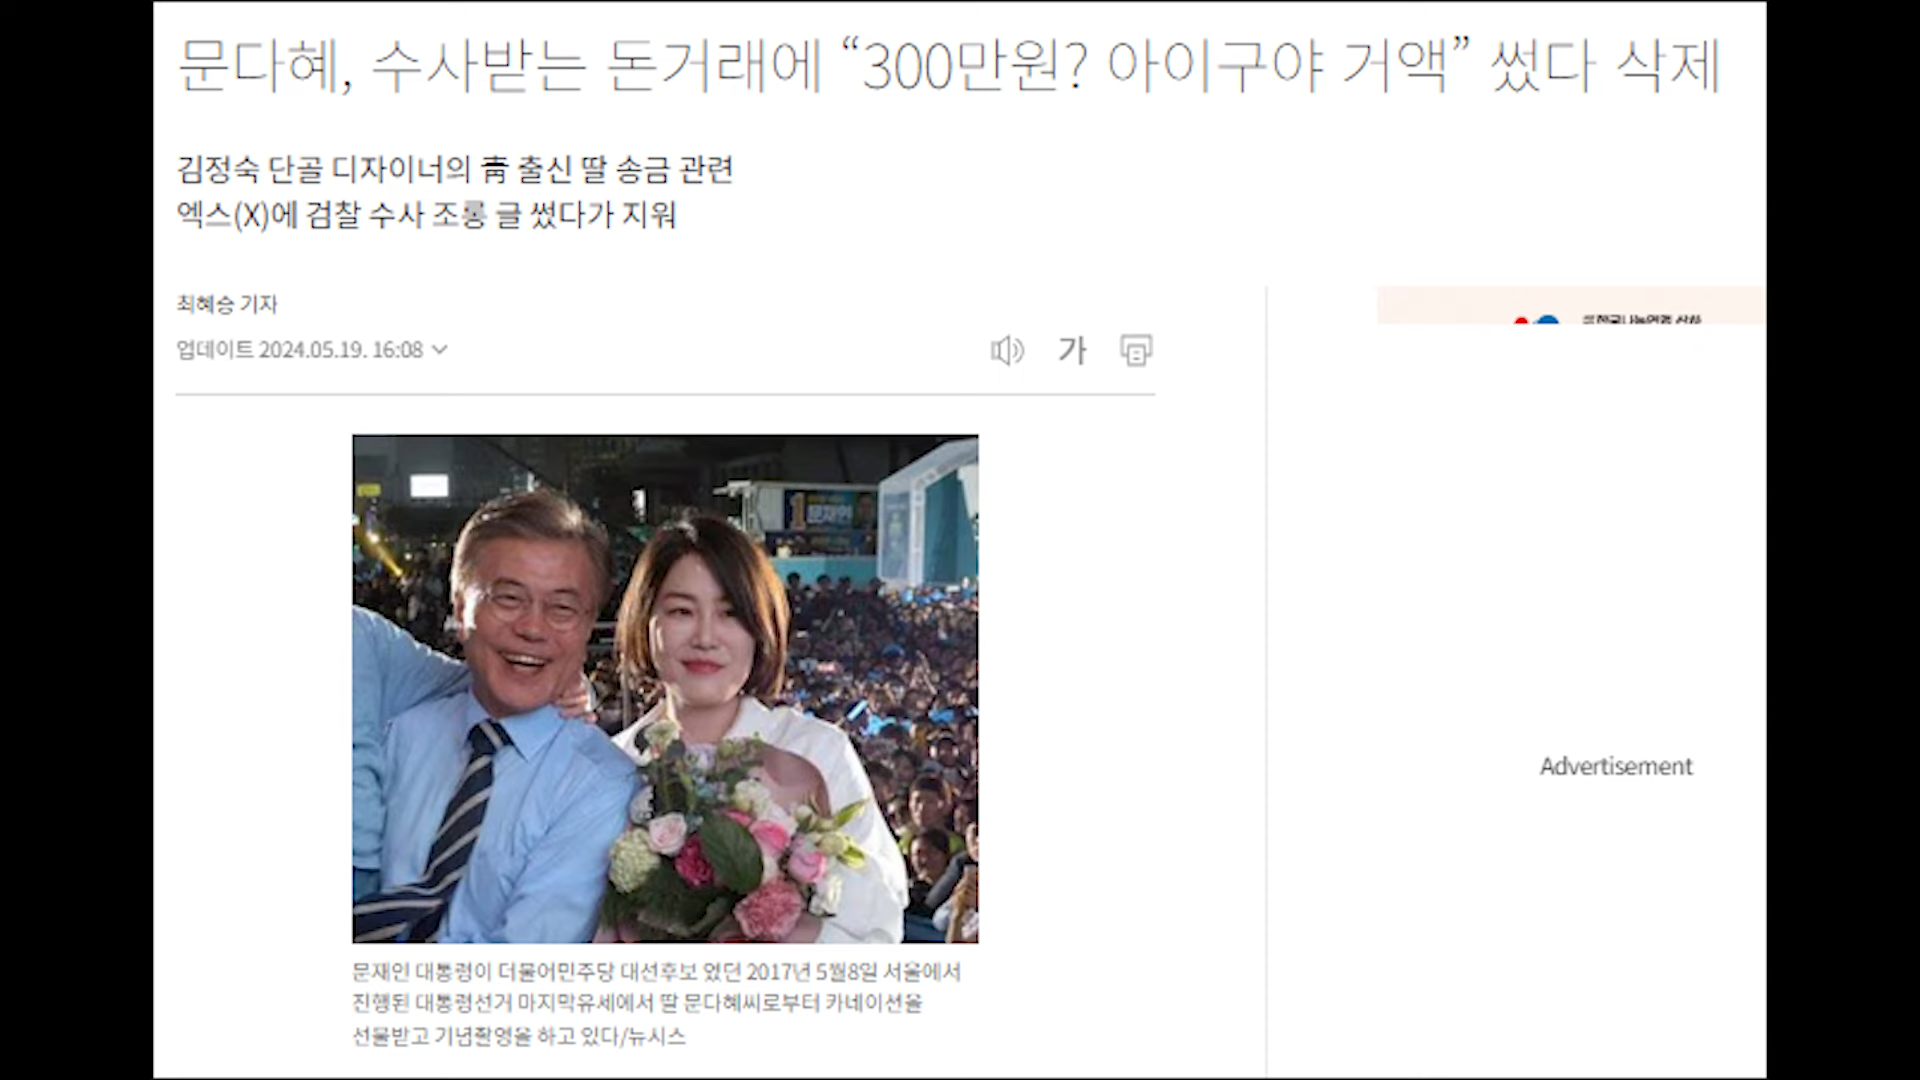 문다혜, 수사받는 돈거래에 “300만원? 아이구야 거액” 썼다 삭제
김정숙 단골 디자이너의 靑 출신 딸 송금 관련
엑스(X)에 검찰 수사 조롱 글 썼다가 지워
최혜승 기자
업데이트 2024.05.19. 16:08
가
1 문재인
Advertisement
문재인 대통령이 더불어민주당 대선후보 였던 2017년 5월8일 서울에서
진행된 대통령선거 마지막유세에서 딸 문다혜씨로부터 카네이션을
선물받고 기념촬영을 하고 있다/뉴시스